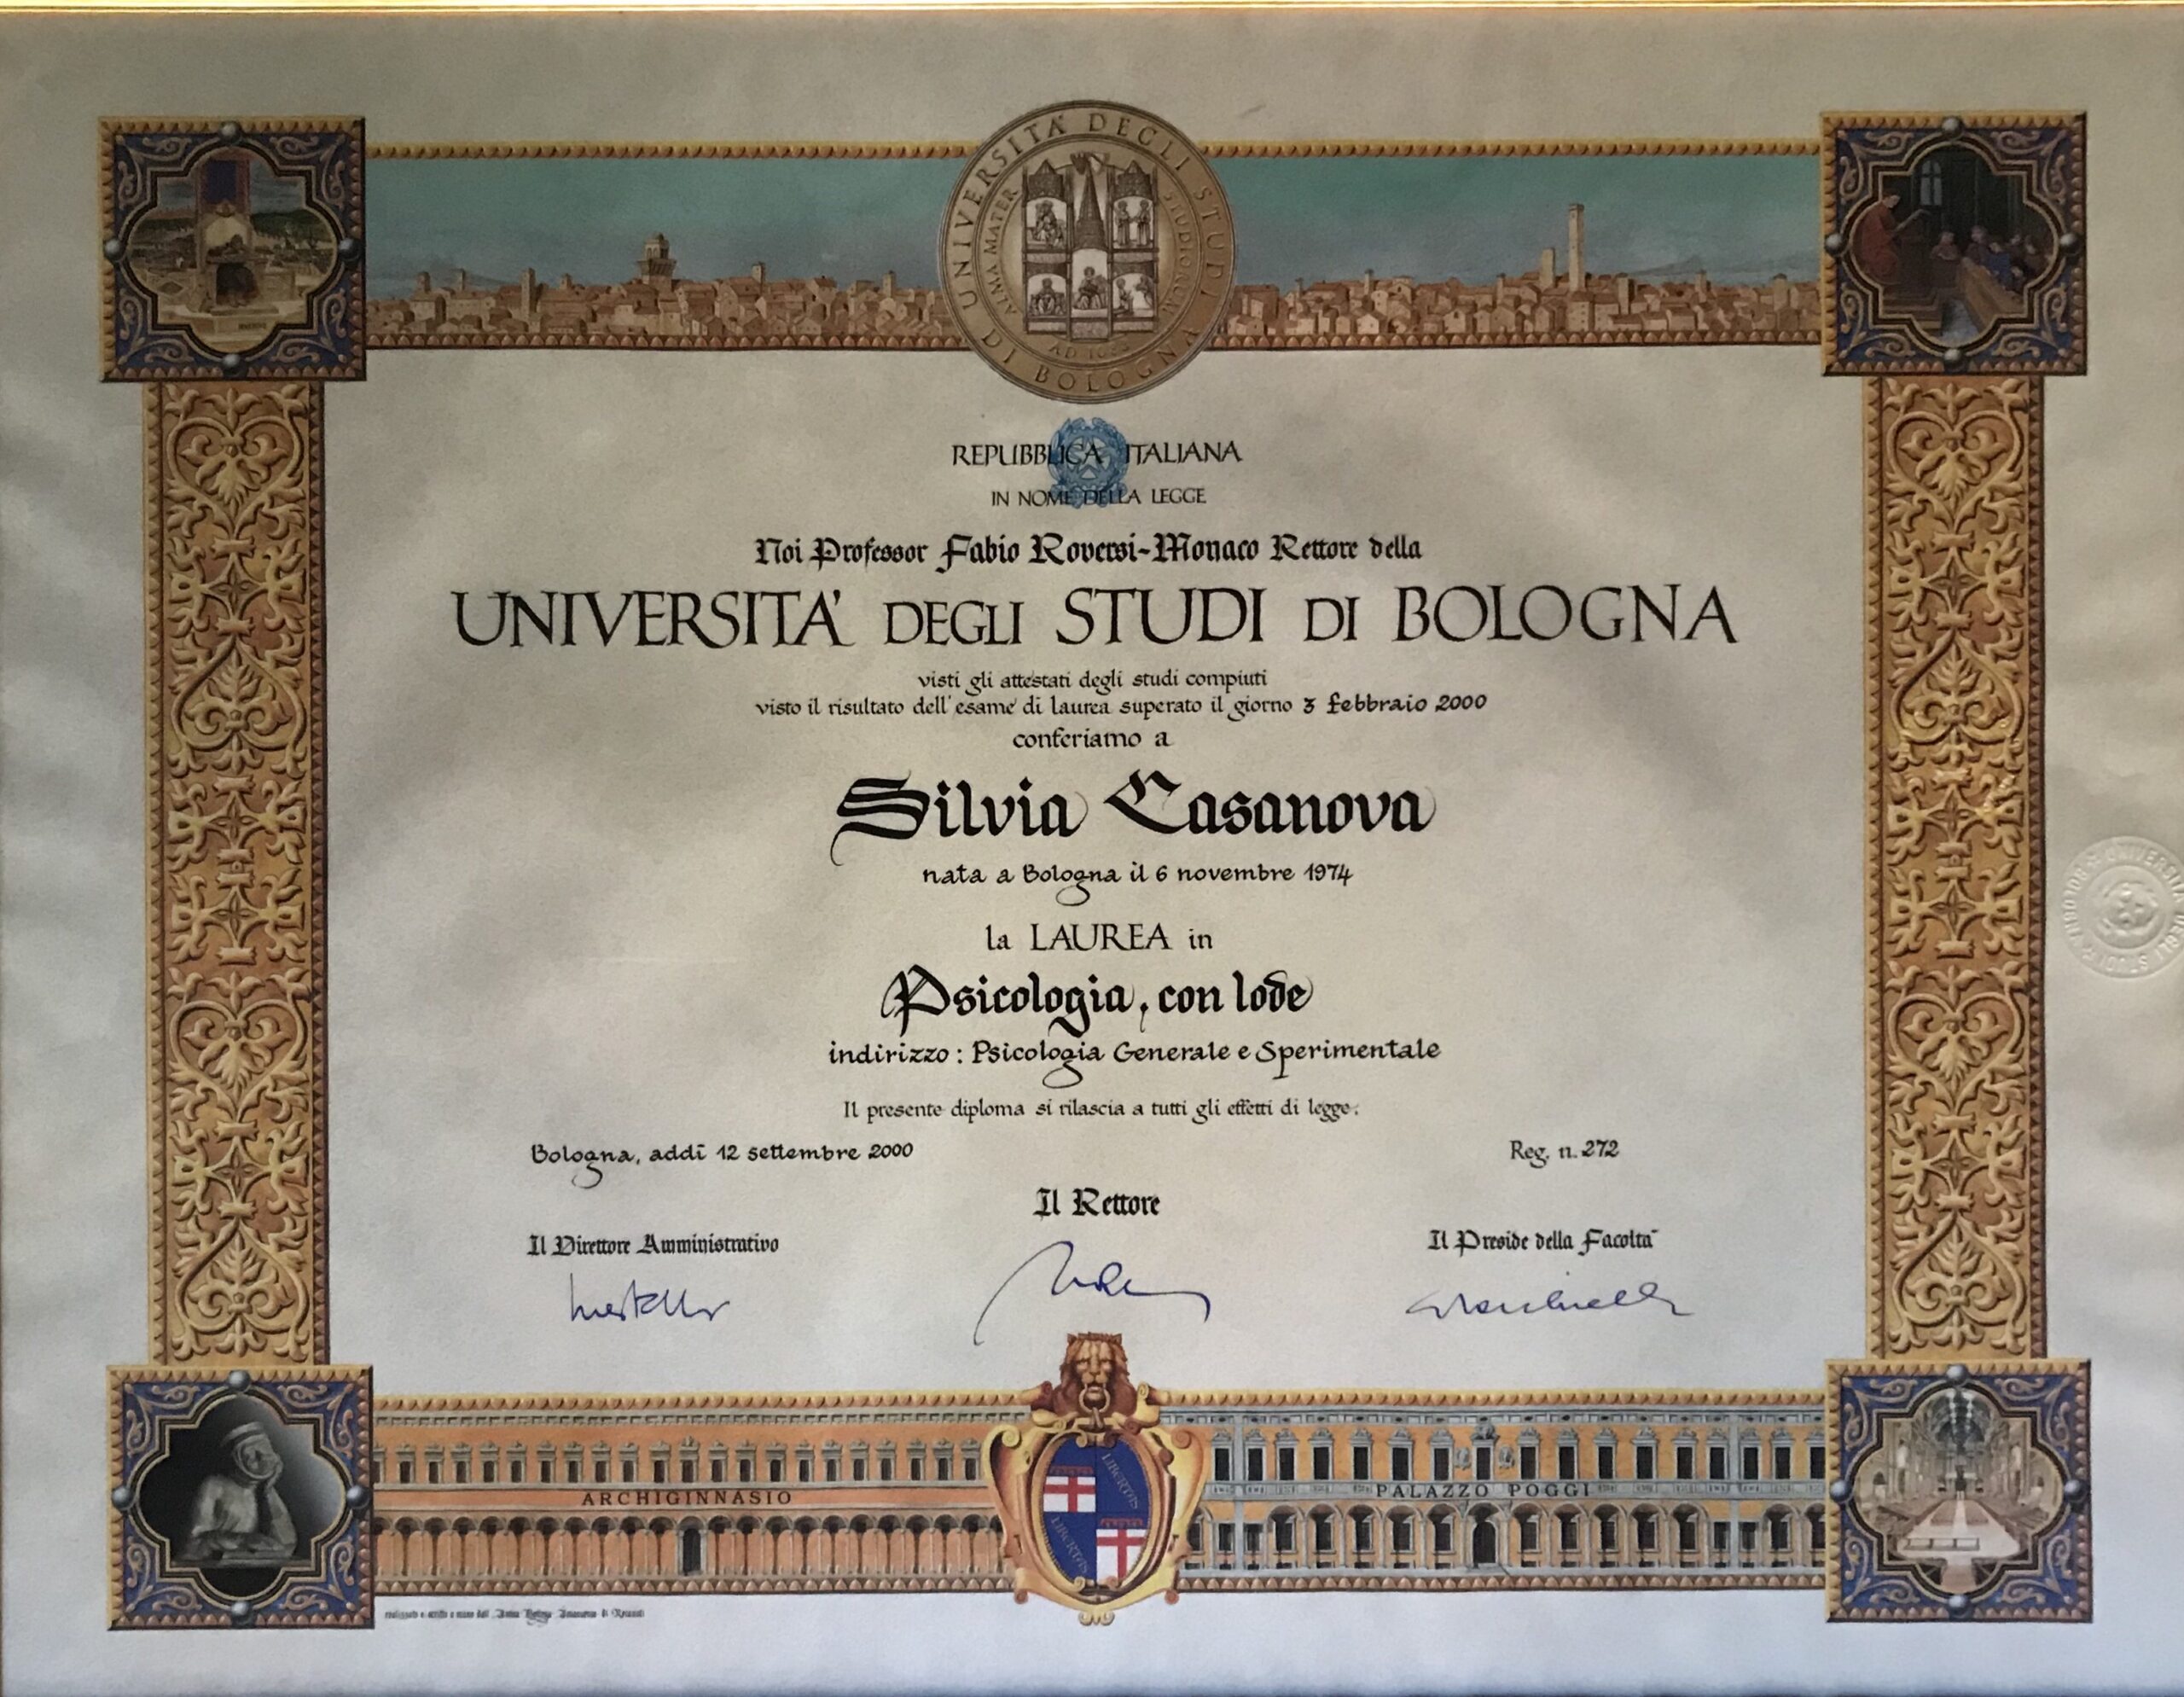 UNIVERSITÀ DEGLI STUDI DI BOLOGNA
ALMA MATER STUDIORUM
AD
REPUBBLICA ITALIANA
IN NOME DELLA LEGGE
Noi Professor Fabio Roversi-Monaco Rettore della
UNIVERSITA' DEGLI STUDI DI BOLOGNA
visti gli attestati degli studi compiuti
visto il risultato dell'esame di laurea superato il giorno 3 febbraio 2000
conferiamo a
Silvia Casanova
nata a Bologna il 6 novembre 1974
la LAUREA in
Psicologia, con lode
indirizzo: Psicologia Generale e Sperimentale
Il presente diploma si rilascia a tutti gli effetti di legge.
Bologna, addì 12 settembre 2000
Reg. n. 272
Il Rettore
Il Direttore Amministrativo
Il Preside della Facoltà
LIBERTAS
LIBERTAS
ARCHIGINNASIO
PALAZZO POGGI